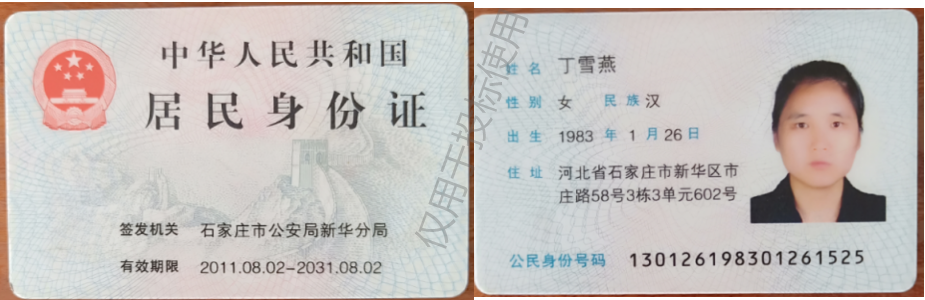 中华人民共和国
居民身份证
签发机关 石家庄市公安局新华分局
有效期限 2011.08.02-2031.08.02
仅用于投标使用
姓名 丁雪燕
性别 女 民族 汉
出生 1983 年 1 月 26 日
住址 河北省石家庄市新华区市
庄路58号3栋3单元602号
公民身份号码 130126198301261525